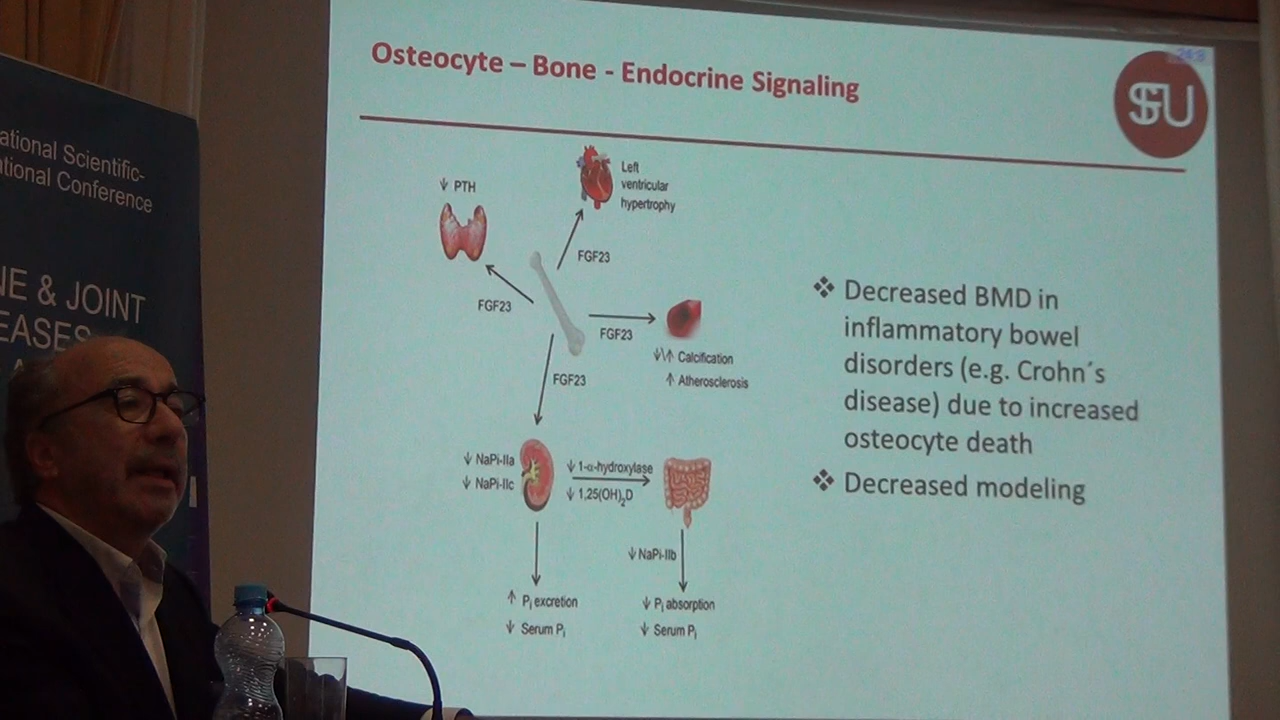 Osteocyte – Bone - Endocrine Signaling
SFU
ational Scientific-
tional Conference
NE & JOINT
EASES
↓ PTH
Left
ventricular
hypertrophy
FGF23
FGF23
FGF23
↓\↑ Calcification
↑ Atherosclerosis
FGF23
↓ NaPi-IIa
↓ NaPi-IIc
↓ 1-α-hydroxylase
↓ 1,25(OH)₂D
↓ NaPi-IIb
↑ Pᵢ excretion
↓ Serum Pᵢ
↓ Pᵢ absorption
↓ Serum Pᵢ
❖ Decreased BMD in
inflammatory bowel
disorders (e.g. Crohn´s
disease) due to increased
osteocyte death
❖ Decreased modeling